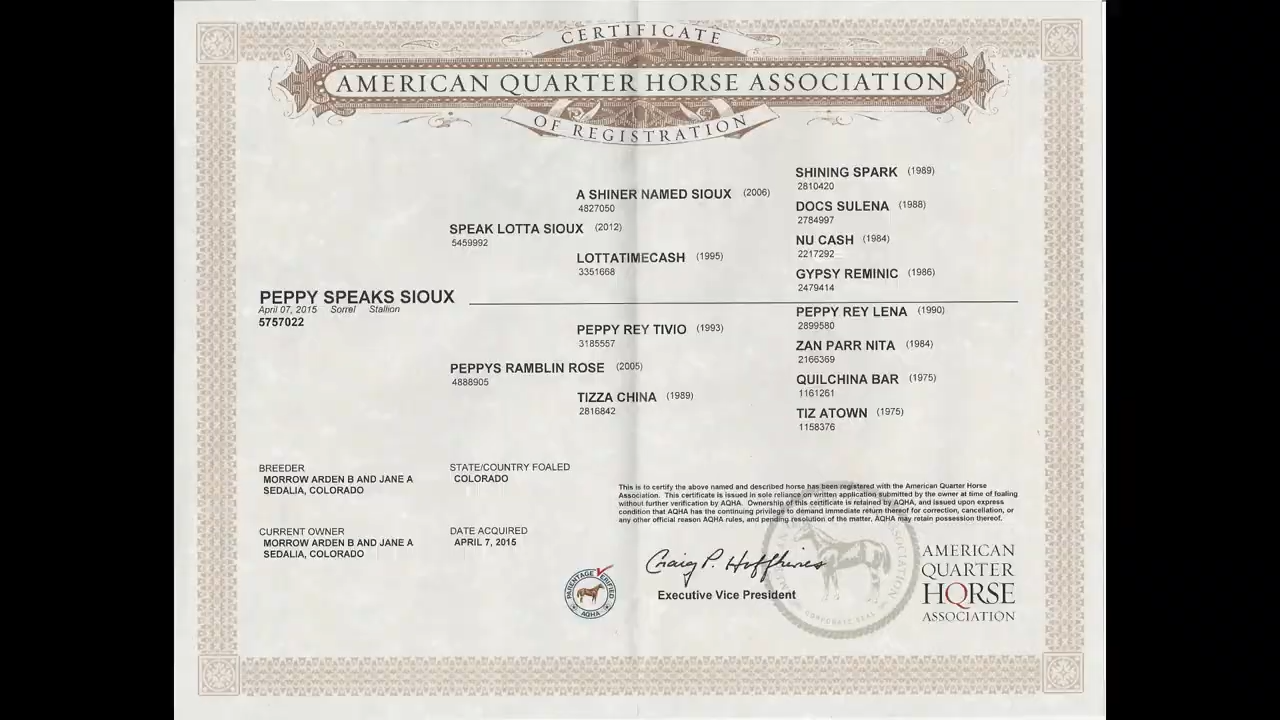 CERTIFICATE
AMERICAN QUARTER HORSE ASSOCIATION
OF REGISTRATION
SHINING SPARK (1989)
2810420
A SHINER NAMED SIOUX (2006)
4827050
DOCS SULENA (1988)
2784997
SPEAK LOTTA SIOUX (2012)
5459992
NU CASH (1984)
2217292
LOTTATIMECASH (1995)
3351668
GYPSY REMINIC (1986)
2479414
PEPPY SPEAKS SIOUX
April 07, 2015 Sorrel Stallion
5757022
PEPPY REY LENA (1990)
2899580
PEPPY REY TIVIO (1993)
3185557
ZAN PARR NITA (1984)
2166369
PEPPYS RAMBLIN ROSE (2005)
4888905
QUILCHINA BAR (1975)
1161261
TIZZA CHINA (1989)
2816842
TIZ ATOWN (1975)
1158376
BREEDER
MORROW ARDEN B AND JANE A
SEDALIA, COLORADO
STATE/COUNTRY FOALED
COLORADO
CURRENT OWNER
MORROW ARDEN B AND JANE A
SEDALIA, COLORADO
DATE ACQUIRED
APRIL 7, 2015
This is to certify the above named and described horse has been registered with the American Quarter Horse
Association. This certificate is issued in sole reliance on written application submitted by the owner at time of foaling
without further verification by AQHA. Ownership of this certificate is retained by AQHA, and issued upon express
condition that AQHA has the continuing privilege to demand immediate return thereof for correction, cancellation, or
any other official reason AQHA rules, and pending resolution of the matter, AQHA may retain possession thereof.
PARENTAGE VERIFIED
AQHA
Craig P. Huffhines
Executive Vice President
ASSOCIATION
CORPORATE SEAL
AMERICAN
QUARTER
HORSE
ASSOCIATION